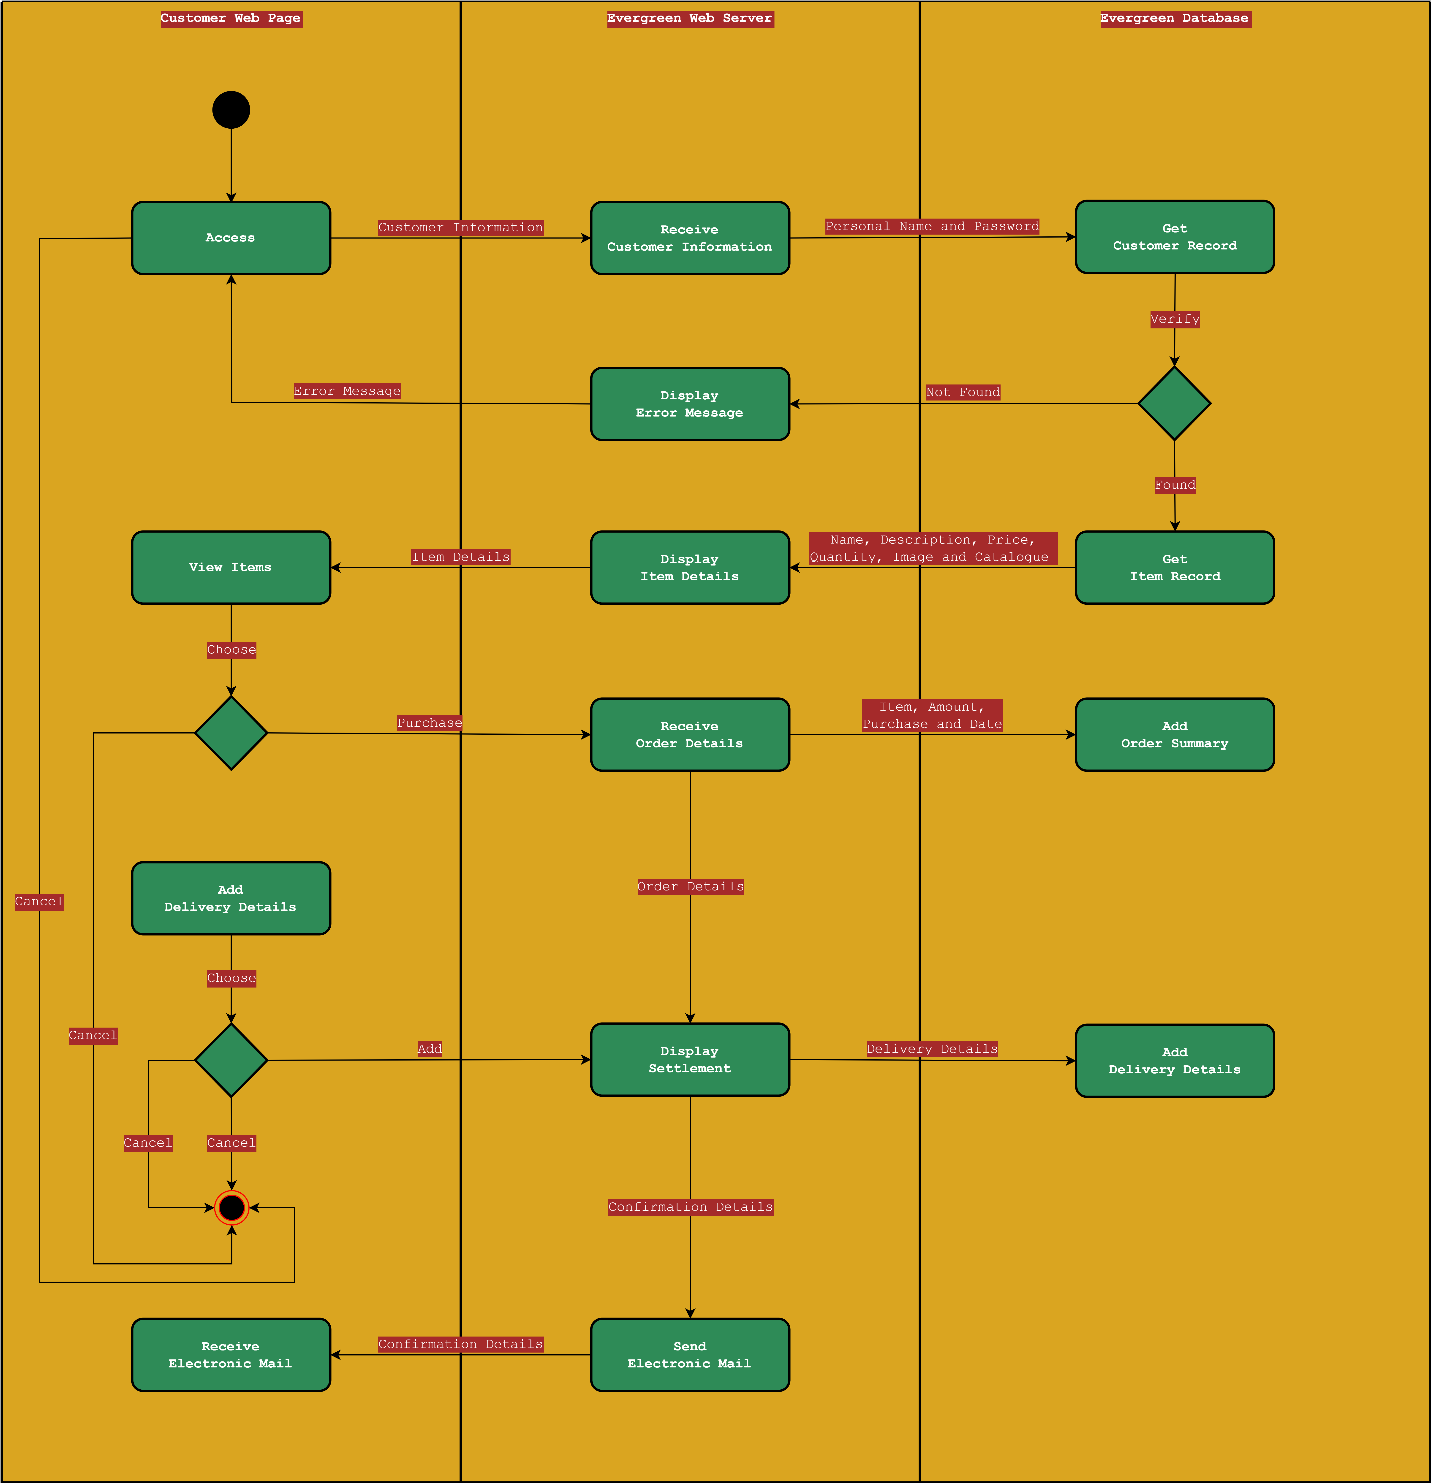 Customer Web Page
Evergreen Web Server
Evergreen Database
Access
Customer Information
Receive
Customer Information
Personal Name and Password
Get
Customer Record
Verify
Error Message
Display
Error Message
Not Found
Found
View Items
Item Details
Display
Item Details
Name, Description, Price,
Quantity, Image and Catalogue
Get
Item Record
Choose
Purchase
Receive
Order Details
Item, Amount,
Purchase and Date
Add
Order Summary
Add
Delivery Details
Order Details
Cancel
Choose
Cancel
Add
Display
Settlement
Delivery Details
Add
Delivery Details
Cancel
Cancel
Confirmation Details
Receive
Electronic Mail
Confirmation Details
Send
Electronic Mail